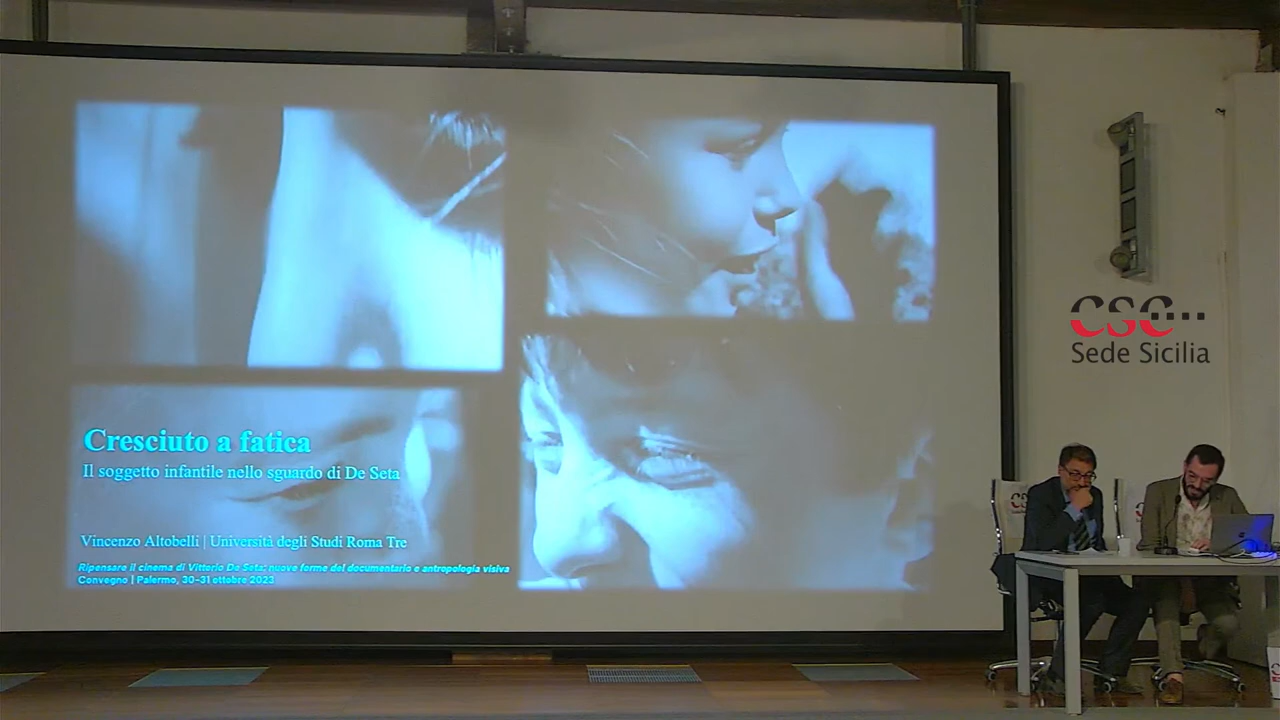 Cresciuto a fatica
Il soggetto infantile nello sguardo di De Seta
Vincenzo Altobelli | Università degli Studi Roma Tre
Ripensare il cinema di Vittorio De Seta: nuove forme del documentario e antropologia visiva
Convegno | Palermo, 30-31 ottobre 2023
CSC
Sede Sicilia